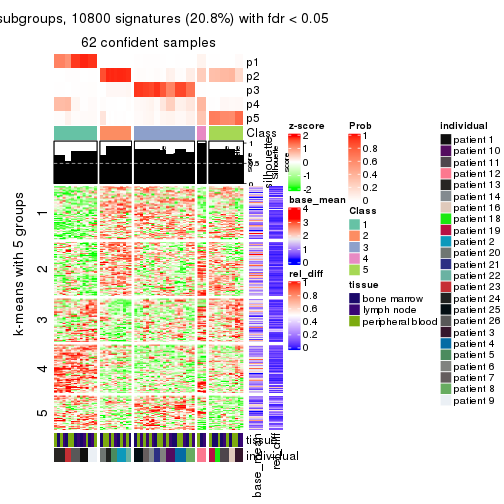 subgroups, 10800 signatures (20.8%) with fdr < 0.05
62 confident samples
p1
p2
p3
p4
p5
Class
1
0.5
0
silhouette
score
k-means with 5 groups
1
2
3
4
5
tissue
individual
base_mean
rel_diff
z-score
2
1
0
-1
-2
base_mean
4
3
2
1
0
rel_diff
1
0.8
0.6
0.4
0.2
0
Prob
1
0.8
0.6
0.4
0.2
0
Class
1
2
3
4
5
tissue
bone marrow
lymph node
peripheral blood
individual
patient 1
patient 10
patient 11
patient 12
patient 13
patient 14
patient 16
patient 18
patient 19
patient 2
patient 20
patient 21
patient 22
patient 23
patient 24
patient 25
patient 26
patient 3
patient 4
patient 5
patient 6
patient 7
patient 8
patient 9